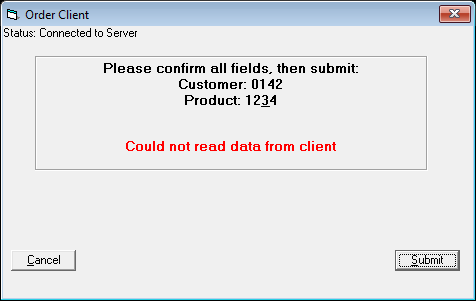 Order Client
Status: Connected to Server
Please confirm all fields, then submit:
Customer: 0142
Product: 1234
Could not read data from client
Cancel
Submit